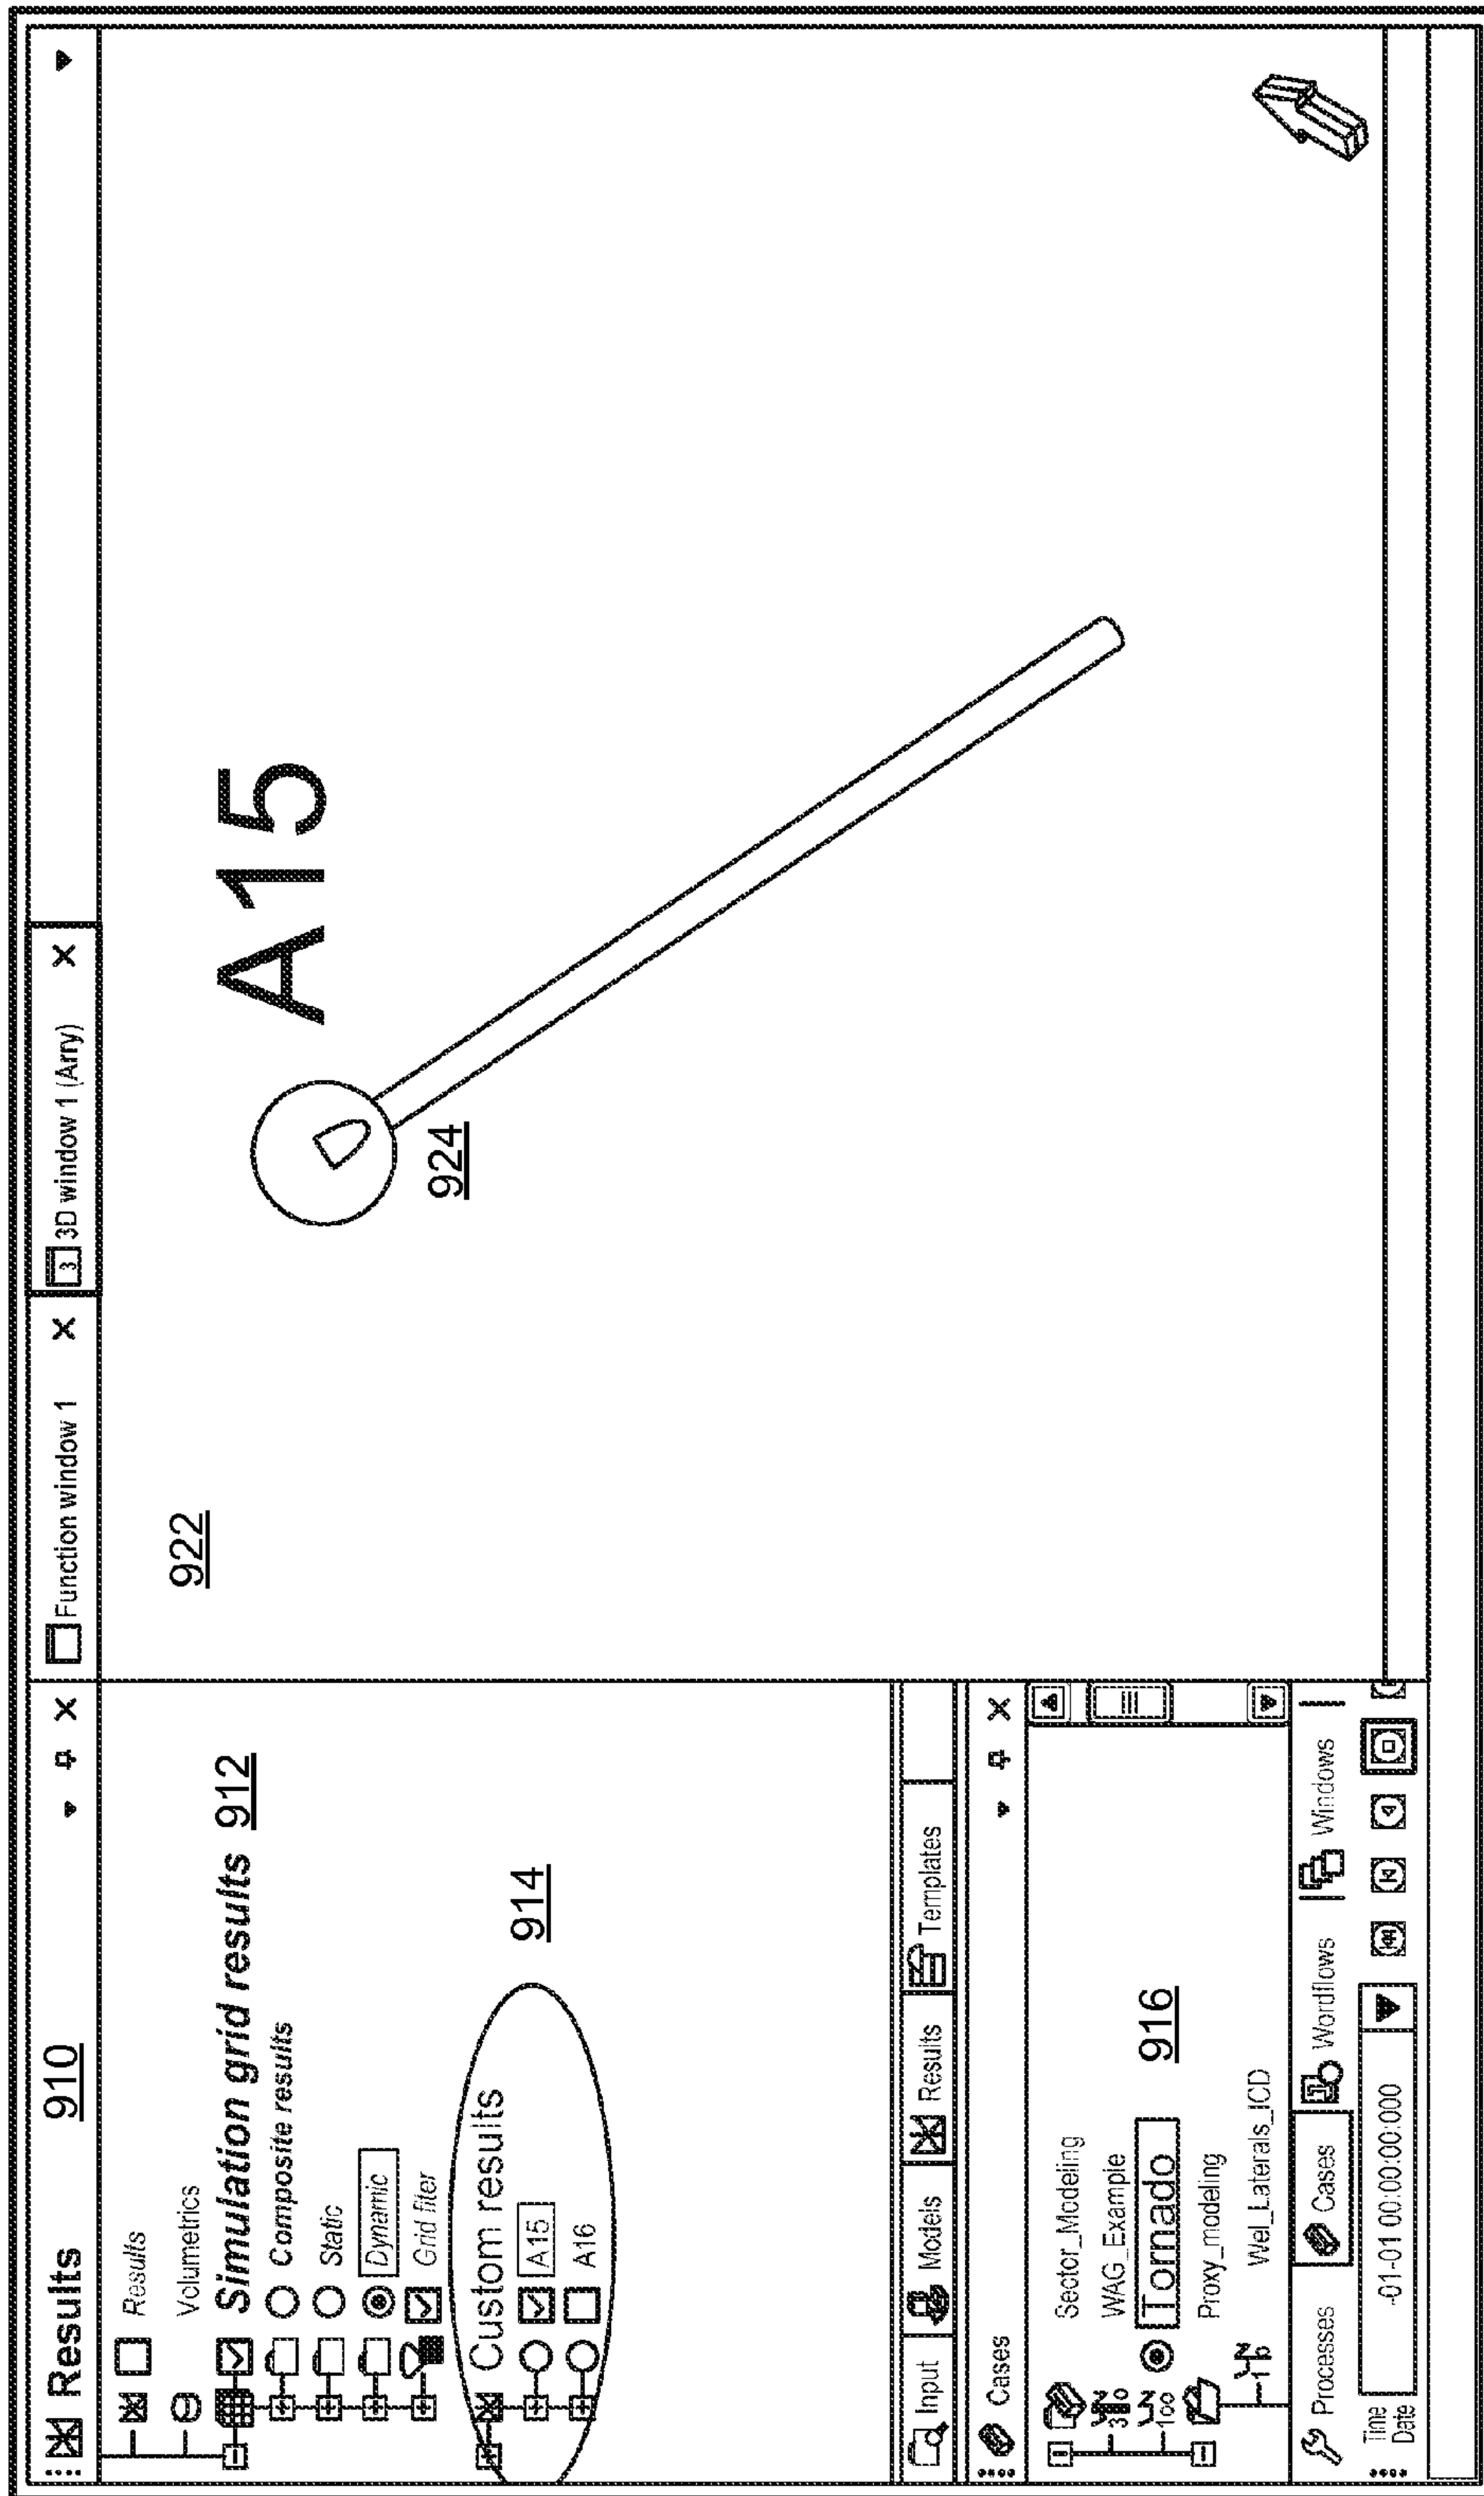 Results 910
Function window 1 X
3 3D window 1 (Arry) X
Results
Volumetrics
Simulation grid results 912
Composite results
Static
Dynamic
Grid filter
Custom results
A15
A16
914
922
A15
924
Input Models Results Templates
Cases
Sector_Modeling
WAG_Example
Tornado 916
Proxy_modeling
Wel_Laterals_ICD
Processes Cases Wordflows Windows
Time
Date
-01-01 00:00:00:000